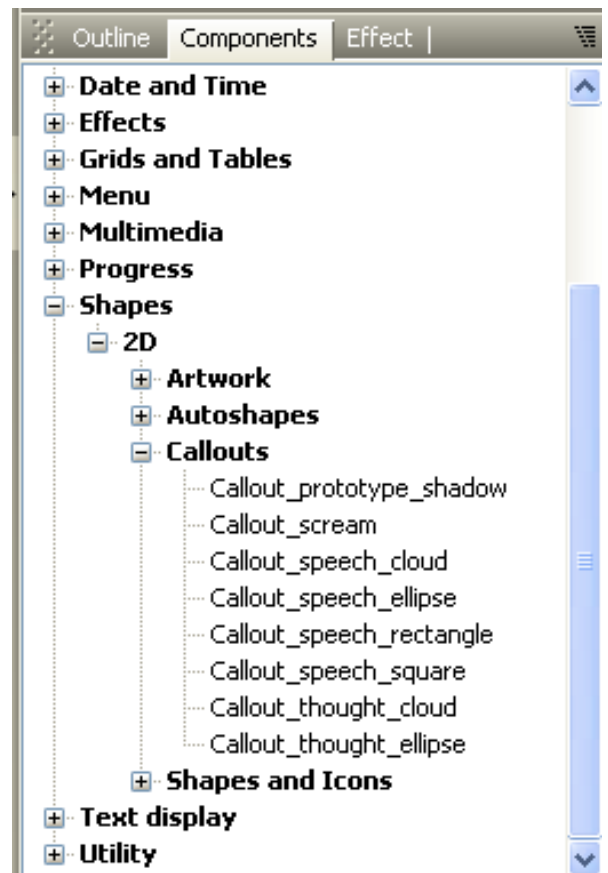 Outline Components Effect |
Date and Time
Effects
Grids and Tables
Menu
Multimedia
Progress
Shapes
2D
Artwork
Autoshapes
Callouts
Callout_prototype_shadow
Callout_scream
Callout_speech_cloud
Callout_speech_ellipse
Callout_speech_rectangle
Callout_speech_square
Callout_thought_cloud
Callout_thought_ellipse
Shapes and Icons
Text display
Utility